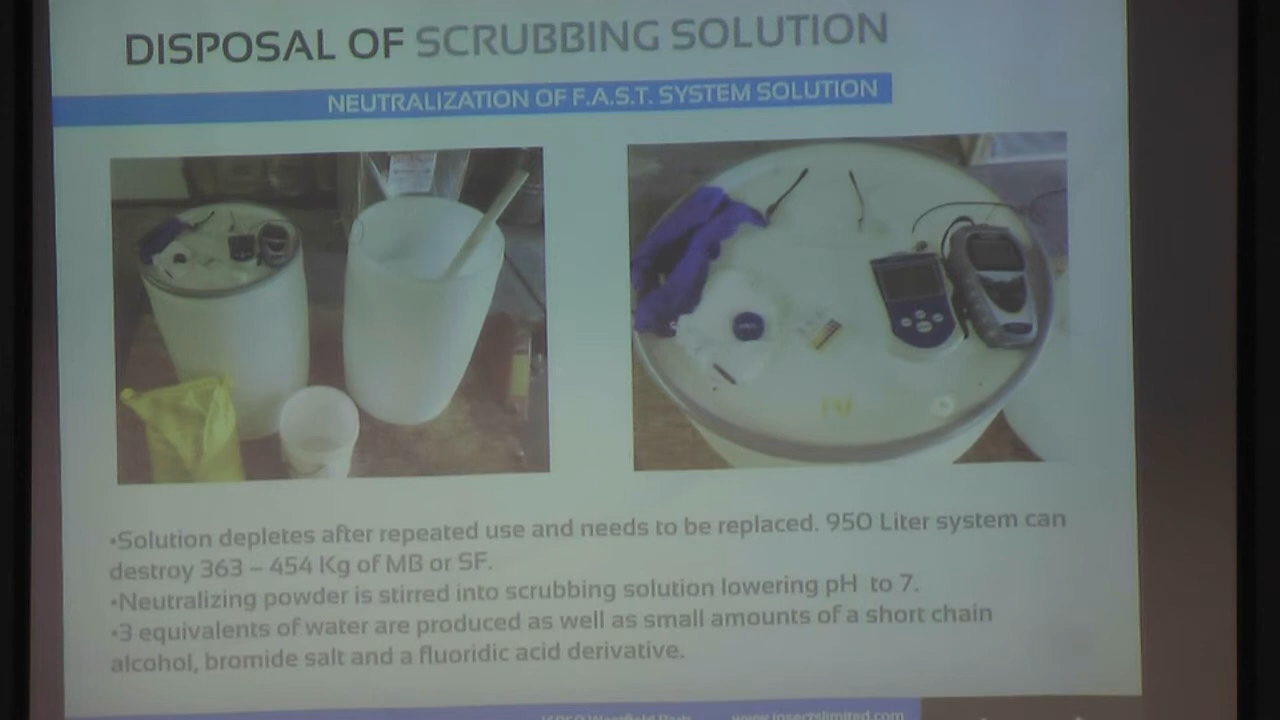 DISPOSAL OF SCRUBBING SOLUTION
NEUTRALIZATION OF F.A.S.T. SYSTEM SOLUTION
•Solution depletes after repeated use and needs to be replaced. 950 Liter system can
destroy 363 – 454 Kg of MB or SF.
•Neutralizing powder is stirred into scrubbing solution lowering pH to 7.
•3 equivalents of water are produced as well as small amounts of a short chain
alcohol, bromide salt and a fluoridic acid derivative.
www.insectslimited.com